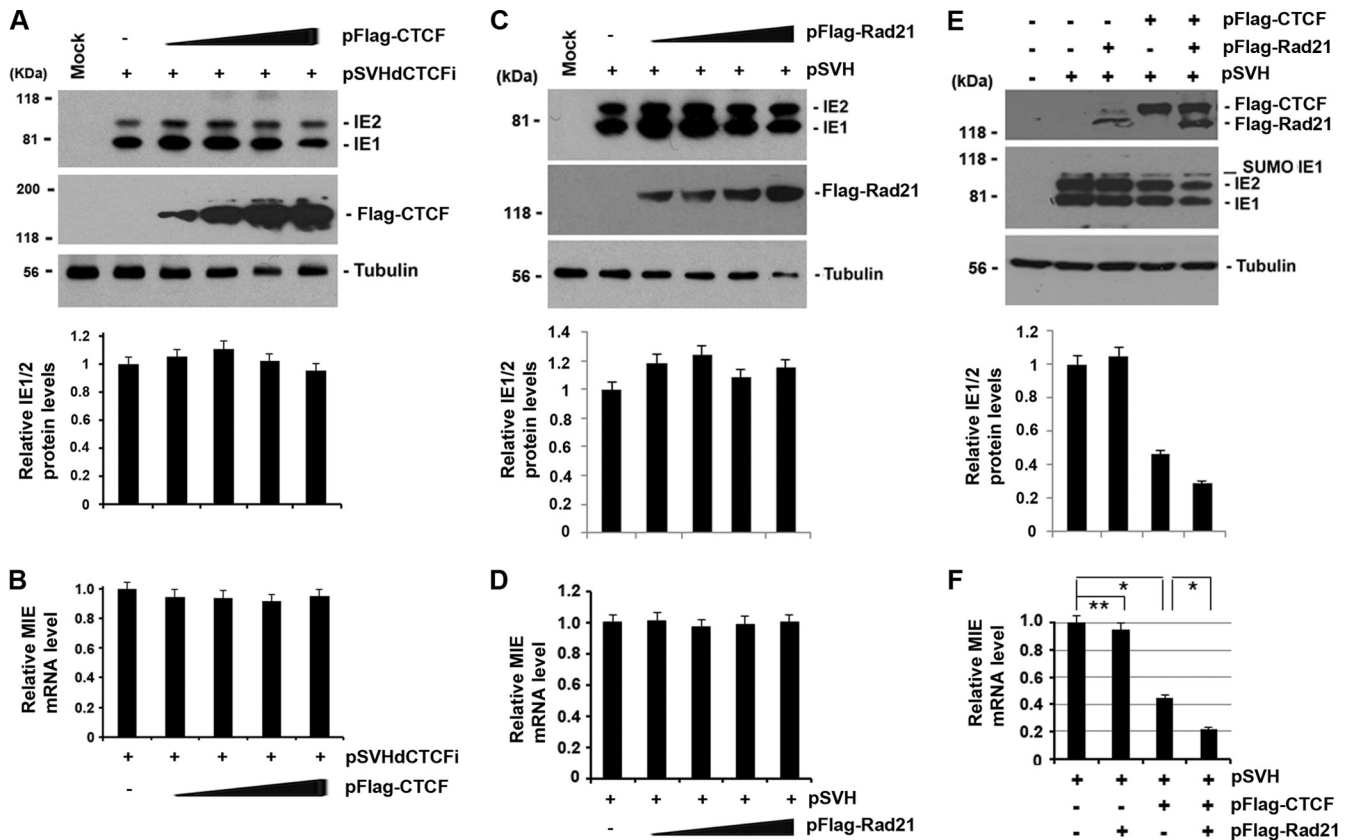 A
Mock
(KDa)
- pFlag-CTCF
+ + + + + pSVHdCTCFi
118 -
81 -
- IE2
- IE1
200 -
118 -
- Flag-CTCF
56 -
- Tubulin
Relative IE1/2
protein levels
1.2
1
0.8
0.6
0.4
0.2
0
B
Relative MIE
mRNA level
1.0
0.8
0.6
0.4
0.2
0
+ + + + + pSVHdCTCFi
- pFlag-CTCF
C
Mock
(kDa)
- pFlag-Rad21
+ + + + + pSVH
81 -
- IE2
- IE1
118 -
-Flag-Rad21
56 -
- Tubulin
Relative IE1/2
protein levels
1.4
1.2
1
0.8
0.6
0.4
0.2
0
D
Relative MIE
mRNA level
1.2
1.0
0.8
0.6
0.4
0.2
0
+ + + + + pSVH
- pFlag-Rad21
E
- - - + + pFlag-CTCF
- - + - + pFlag-Rad21
- + + + + pSVH
(kDa)
118 -
- Flag-CTCF
- Flag-Rad21
118 -
81 -
SUMO IE1
- IE2
- IE1
56 -
- Tubulin
Relative IE1/2
protein levels
1.2
1
0.8
0.6
0.4
0.2
0
F
* *
**
Relative MIE
mRNA level
1.0
0.8
0.6
0.4
0.2
0
+ + + + pSVH
- - + + pFlag-CTCF
- + - + pFlag-Rad21